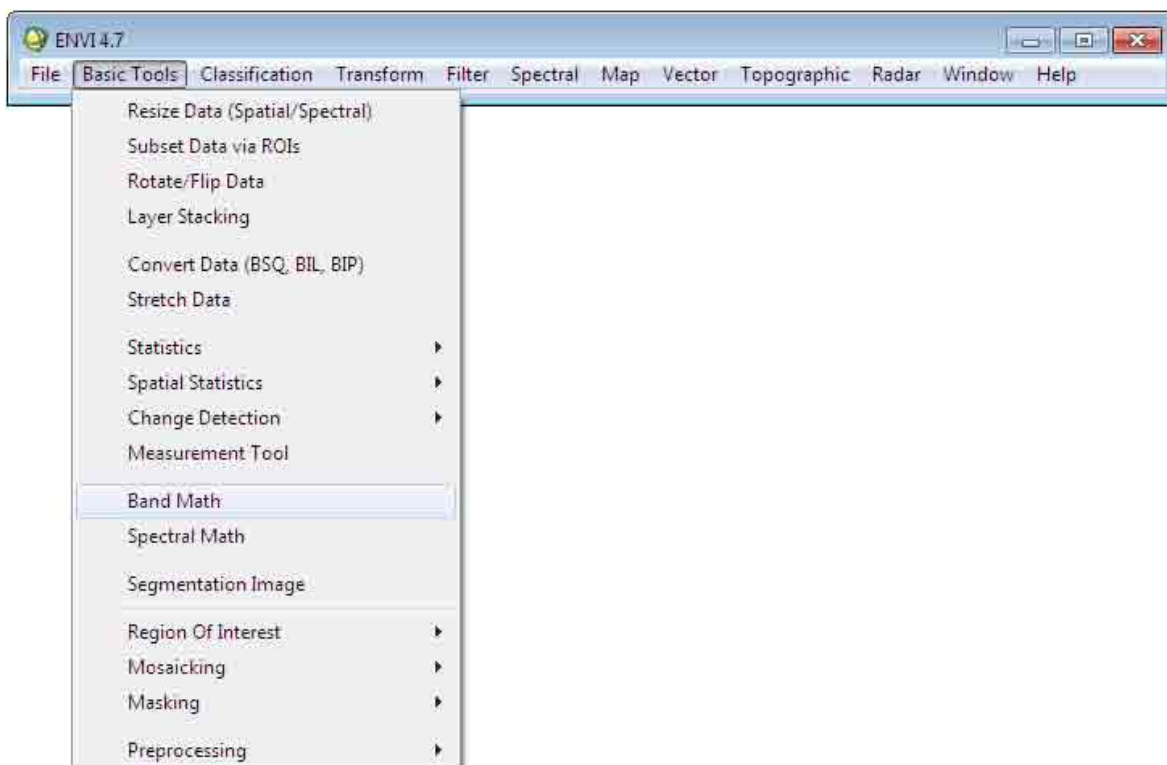 ENVI 4.7
File Basic Tools Classification Transform Filter Spectral Map Vector Topographic Radar Window Help
Resize Data (Spatial/Spectral)
Subset Data via ROIs
Rotate/Flip Data
Layer Stacking
Convert Data (BSQ, BIL, BIP)
Stretch Data
Statistics
Spatial Statistics
Change Detection
Measurement Tool
Band Math
Spectral Math
Segmentation Image
Region Of Interest
Mosaicking
Masking
Preprocessing